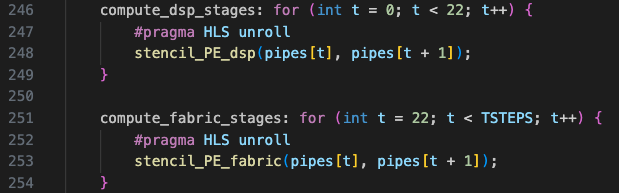 246 compute_dsp_stages: for (int t = 0; t < 22; t++) {
247 #pragma HLS unroll
248 stencil_PE_dsp(pipes[t], pipes[t + 1]);
249 }
250
251 compute_fabric_stages: for (int t = 22; t < TSTEPS; t++) {
252 #pragma HLS unroll
253 stencil_PE_fabric(pipes[t], pipes[t + 1]);
254 }